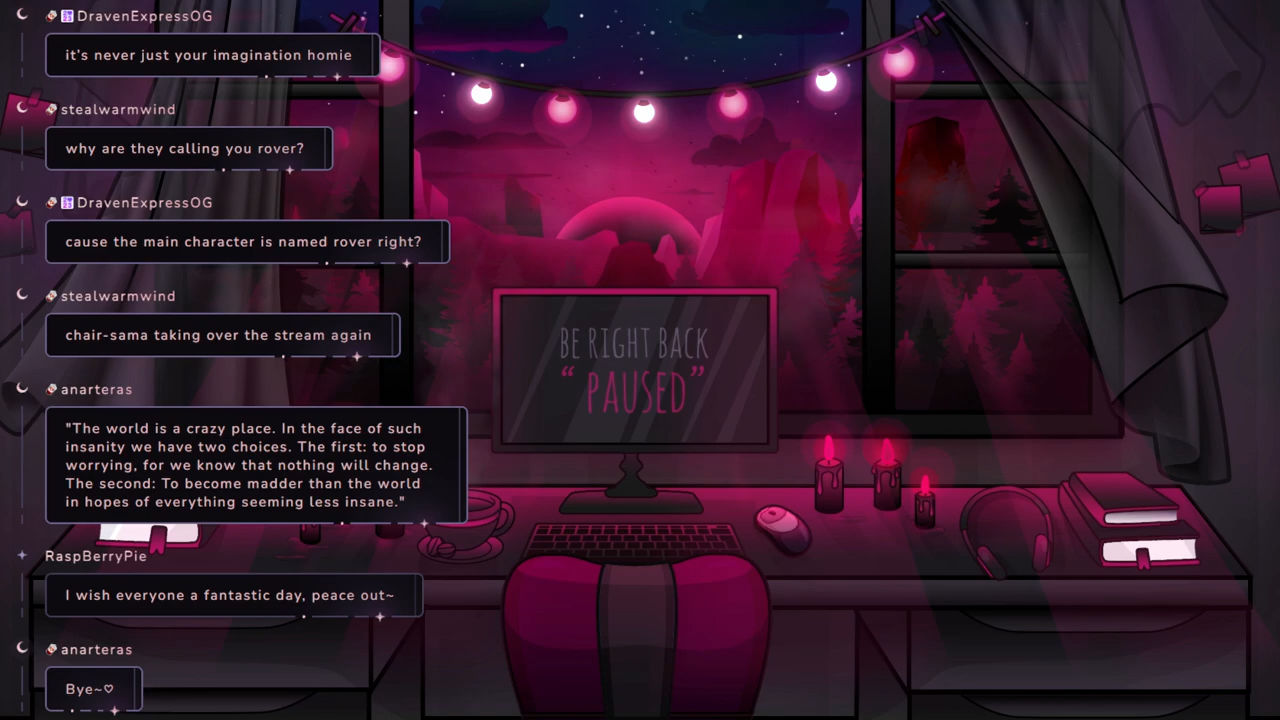 DravenExpressOG
it's never just your imagination homie
stealwarmwind
why are they calling you rover?
DravenExpressOG
cause the main character is named rover right?
stealwarmwind
chair-sama taking over the stream again
anarteras
"The world is a crazy place. In the face of such
insanity we have two choices. The first: to stop
worrying, for we know that nothing will change.
The second: To become madder than the world
in hopes of everything seeming less insane."
RaspBerryPie
I wish everyone a fantastic day, peace out~
anarteras
Bye~♡
BE RIGHT BACK
“ PAUSED”